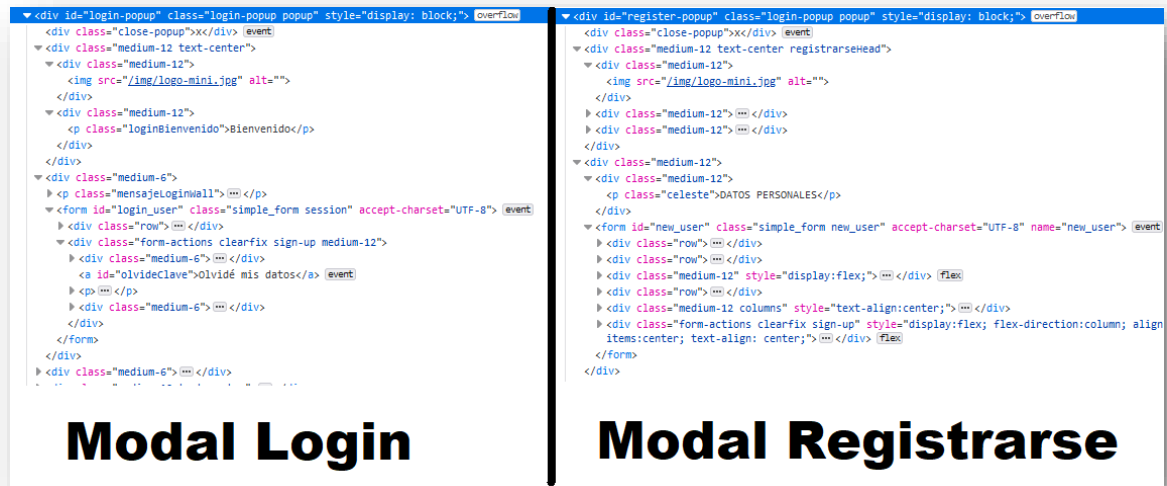 <div id="login-popup" class="login-popup popup" style="display: block;"> overflow
<div class="close-popup">x</div> event
<div class="medium-12 text-center">
<div class="medium-12">
<img src="/img/logo-mini.jpg" alt="">
</div>
<div class="medium-12">
<p class="loginBienvenido">Bienvenido</p>
</div>
</div>
<div class="medium-6">
<p class="mensajeLoginWall">…</p>
<form id="login_user" class="simple_form session" accept-charset="UTF-8"> event
<div class="row">…</div>
<div class="form-actions clearfix sign-up medium-12">
<div class="medium-6">…</div>
<a id="olvideClave">Olvidé mis datos</a> event
<p>…</p>
<div class="medium-6">…</div>
</div>
</form>
</div>
<div class="medium-6">…</div>
Modal Login
<div id="register-popup" class="login-popup popup" style="display: block;"> overflow
<div class="close-popup">x</div> event
<div class="medium-12 text-center registrarseHead">
<div class="medium-12">
<img src="/img/logo-mini.jpg" alt="">
</div>
<div class="medium-12">…</div>
<div class="medium-12">…</div>
</div>
<div class="medium-12">
<div class="medium-12">
<p class="celeste">DATOS PERSONALES</p>
</div>
<form id="new_user" class="simple_form new_user" accept-charset="UTF-8" name="new_user"> event
<div class="row">…</div>
<div class="row">…</div>
<div class="medium-12" style="display:flex;">…</div> flex
<div class="row">…</div>
<div class="medium-12 columns" style="text-align:center;">…</div>
<div class="form-actions clearfix sign-up" style="display:flex; flex-direction:column; align
items:center; text-align: center;">…</div> flex
</form>
</div>
Modal Registrarse